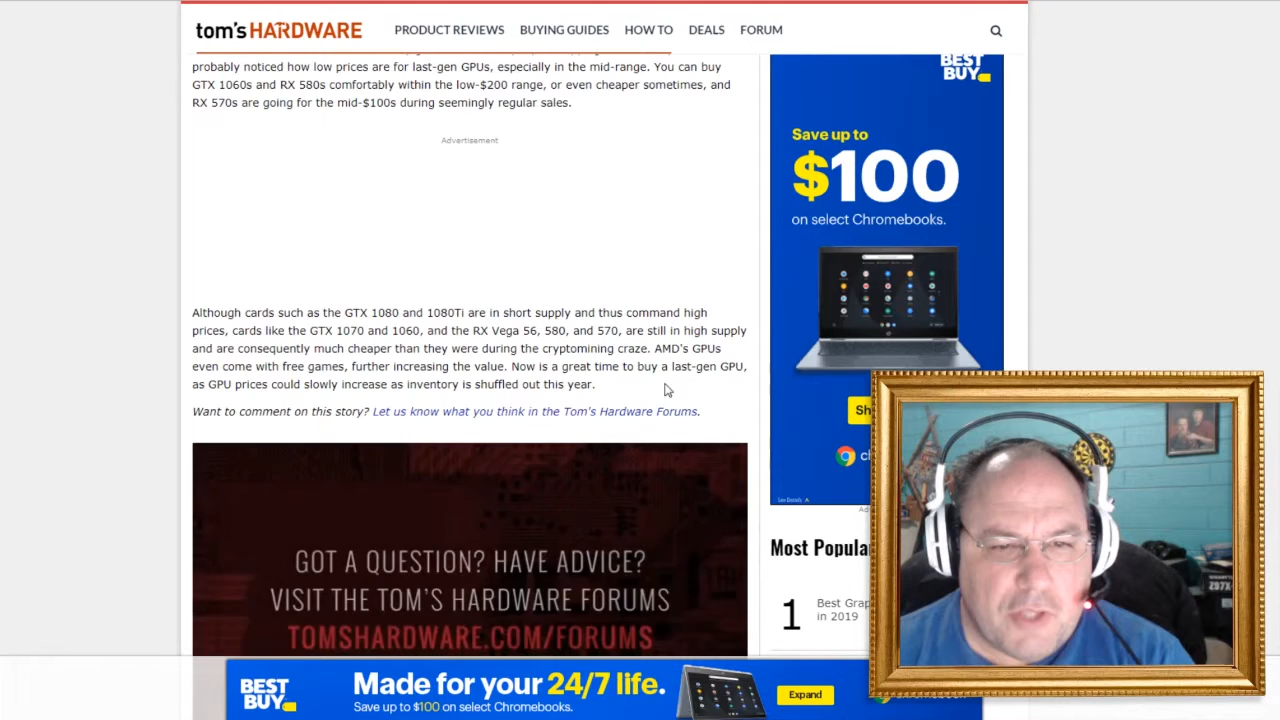 tom's HARDWARE PRODUCT REVIEWS BUYING GUIDES HOW TO DEALS FORUM
probably noticed how low prices are for last-gen GPUs, especially in the mid-range. You can buy
GTX 1060s and RX 580s comfortably within the low-$200 range, or even cheaper sometimes, and
RX 570s are going for the mid-$100s during seemingly regular sales.
Advertisement
Although cards such as the GTX 1080 and 1080Ti are in short supply and thus command high
prices, cards like the GTX 1070 and 1060, and the RX Vega 56, 580, and 570, are still in high supply
and are consequently much cheaper than they were during the cryptomining craze. AMD's GPUs
even come with free games, further increasing the value. Now is a great time to buy a last-gen GPU,
as GPU prices could slowly increase as inventory is shuffled out this year.
Want to comment on this story? Let us know what you think in the Tom's Hardware Forums.
GOT A QUESTION? HAVE ADVICE?
VISIT THE TOM'S HARDWARE FORUMS
TOMSHARDWARE.COM/FORUMS
BEST
BUY
Save up to
$100
on select Chromebooks.
Sh
ch
Ad
Most Popula
1
Best Grap
in 2019
Z97X
BEST
BUY
Made for your 24/7 life.
Save up to $100 on select Chromebooks.
Expand